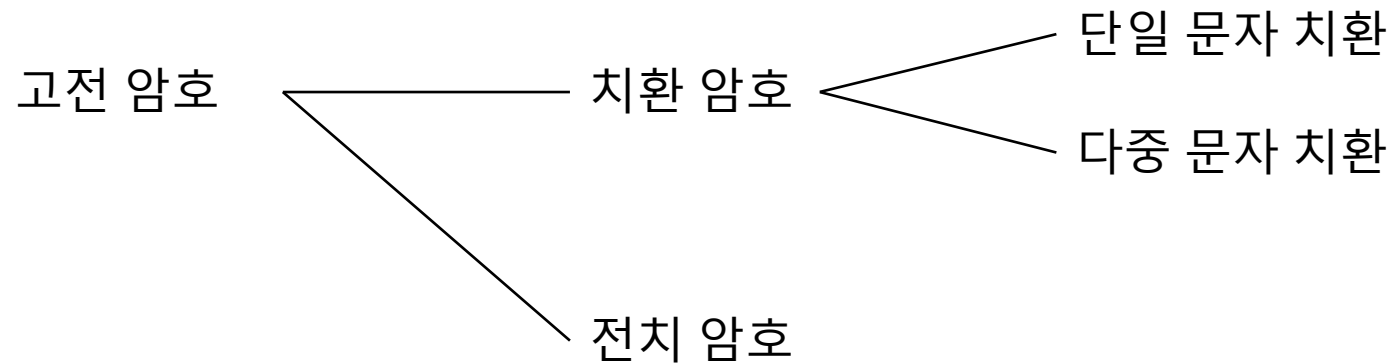 단일 문자 치환
고전 암호
치환 암호
다중 문자 치환
전치 암호